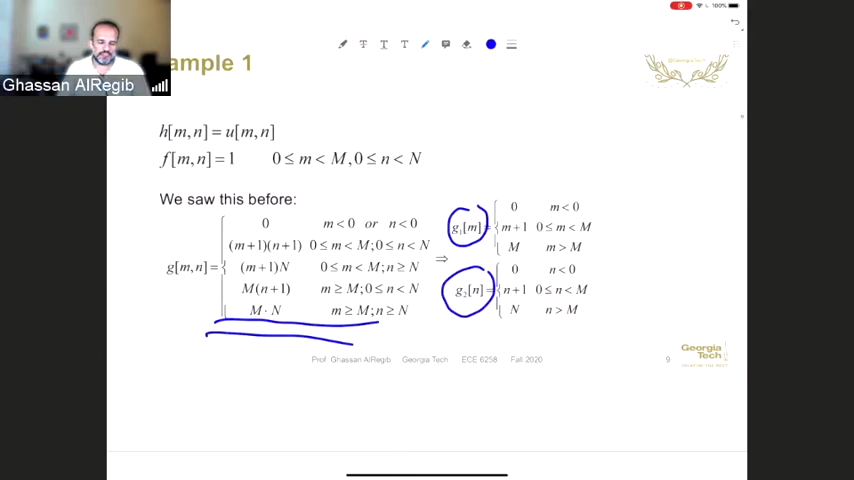 100%
ample 1
Ghassan AlRegib
h[m,n] = u[m,n]
f[m,n] = 1 0 ≤ m < M, 0 ≤ n < N
We saw this before:
g[m,n] = { 0 m < 0 or n < 0
(m+1)(n+1) 0 ≤ m < M; 0 ≤ n < N
(m+1)N 0 ≤ m < M; n ≥ N
M(n+1) m ≥ M; 0 ≤ n < N
M·N m ≥ M; n ≥ N
⇒
g₁[m] = { 0 m < 0
m+1 0 ≤ m < M
M m > M
g₂[n] = { 0 n < 0
n+1 0 ≤ n < M
N n > M
Prof Ghassan AlRegib Georgia Tech ECE 6258 Fall 2020
9
Georgia
Tech